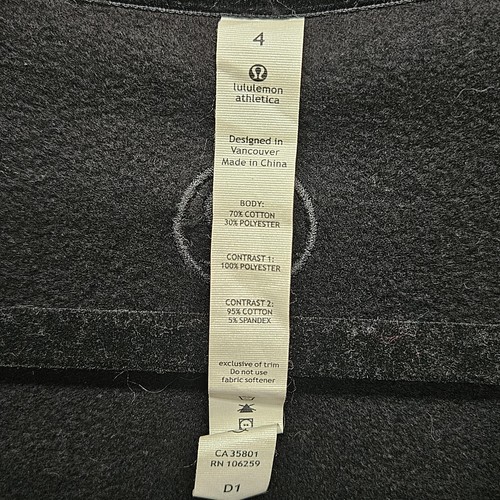 4
lululemon
athletica
Designed in
Vancouver
Made in China
BODY:
70% COTTON
30% POLYESTER
CONTRAST 1:
100% POLYESTER
CONTRAST 2:
95% COTTON
5% SPANDEX
exclusive of trim
Do not use
fabric softener
CA 35801
RN 106259
D1